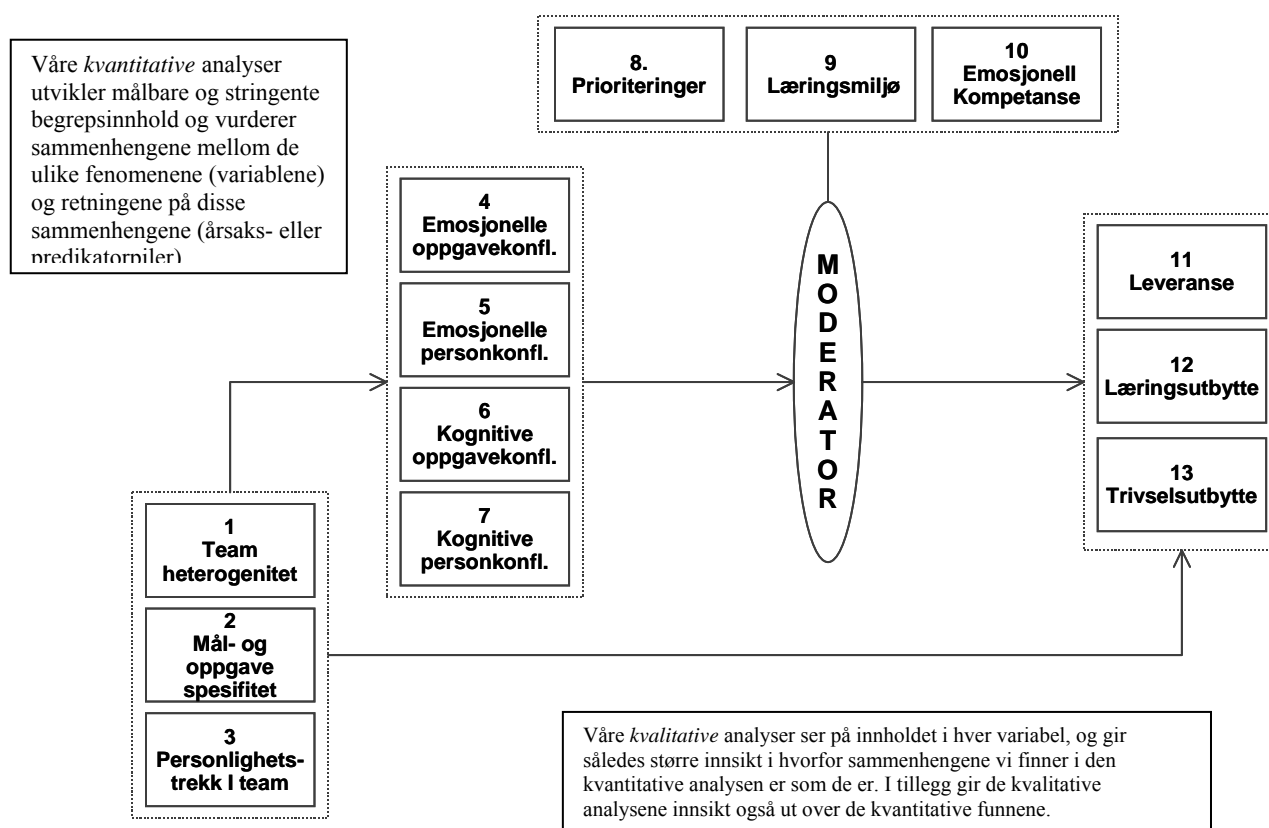 Våre kvantitative analyser
utvikler målbare og stringente
begrepsinnhold og vurderer
sammenhengene mellom de
ulike fenomenene (variablene)
og retningene på disse
sammenhengene (årsaks- eller
predikatorpiler)
8.
Prioriteringer
9
Læringsmiljø
10
Emosjonell
Kompetanse
4
Emosjonelle
oppgavekonfl.
5
Emosjonelle
personkonfl.
6
Kognitive
oppgavekonfl.
7
Kognitive
personkonfl.
MODERATOR
11
Leveranse
12
Læringsutbytte
13
Trivselsutbytte
1
Team
heterogenitet
2
Mål- og
oppgave
spesifitet
3
Personlighets-
trekk I team
Våre kvalitative analyser ser på innholdet i hver variabel, og gir
således større innsikt i hvorfor sammenhengene vi finner i den
kvantitative analysen er som de er. I tillegg gir de kvalitative
analysene innsikt også ut over de kvantitative funnene.